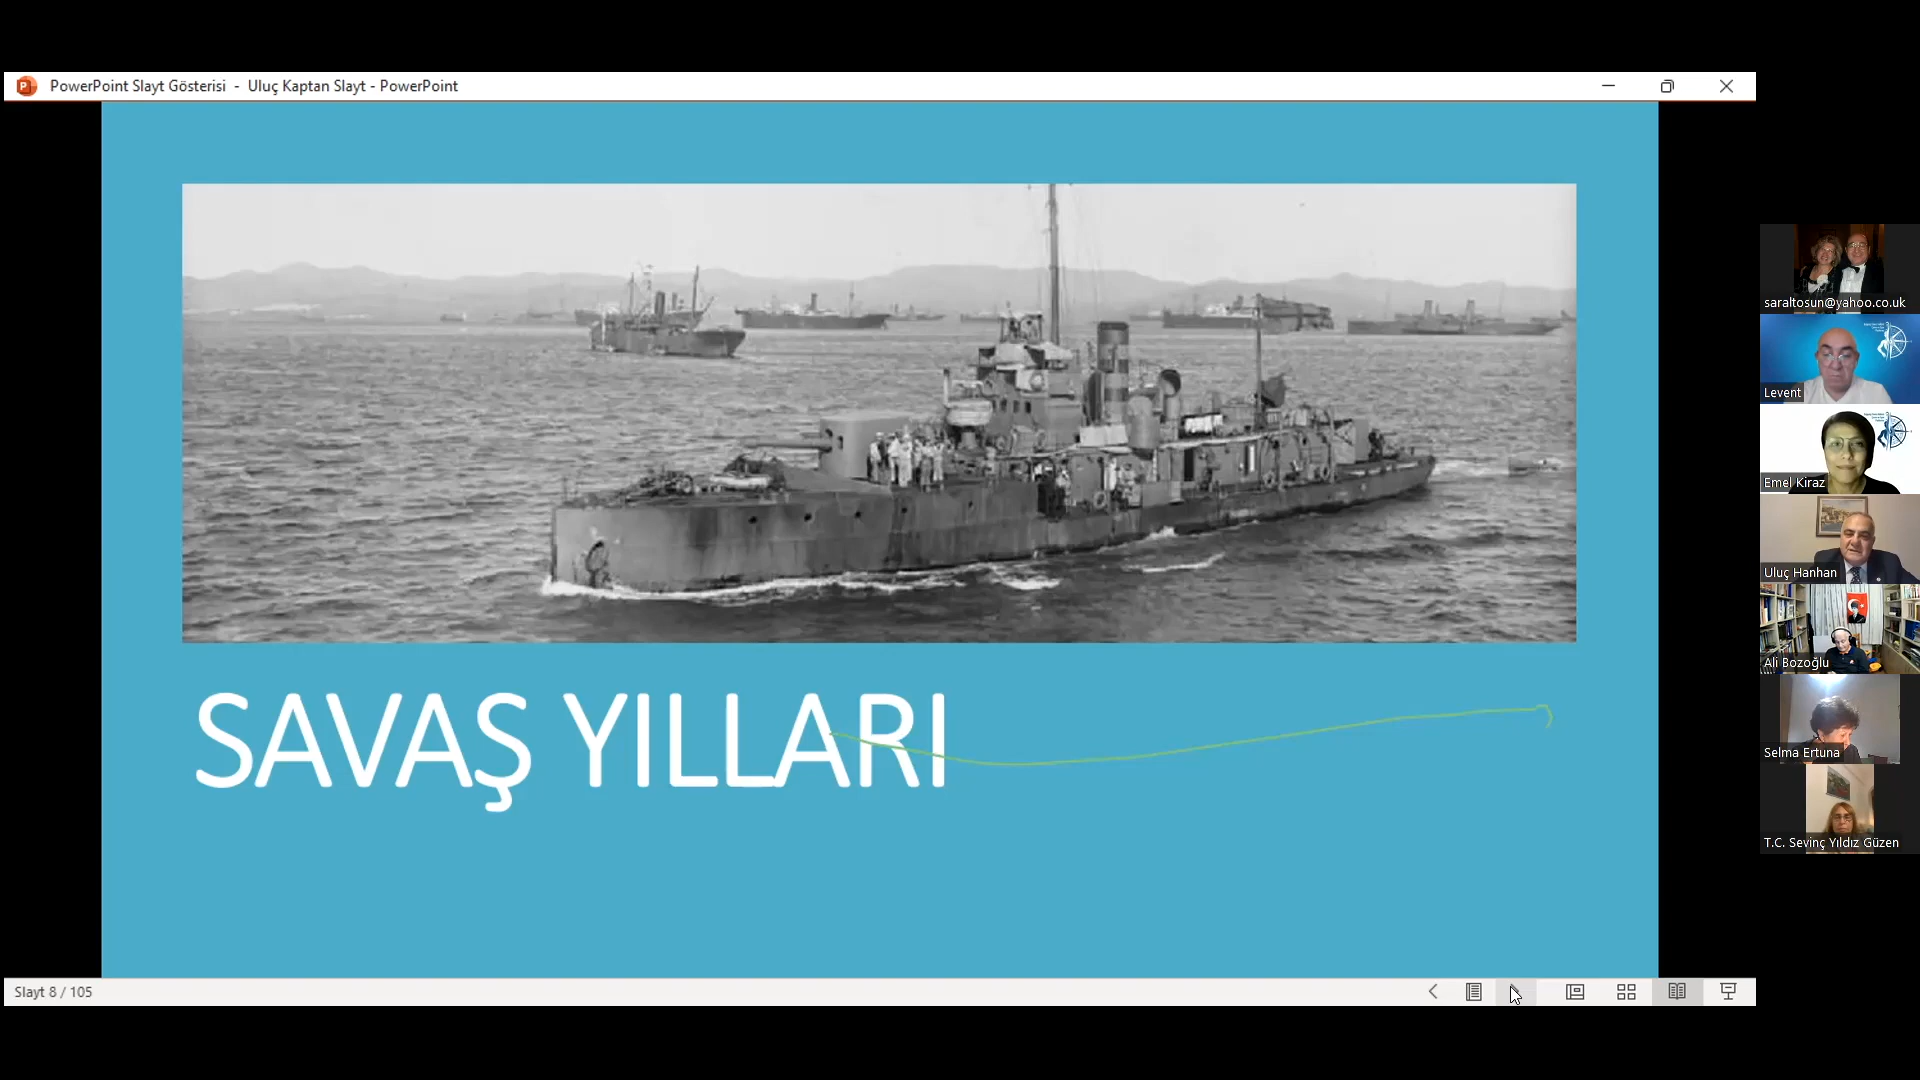 PowerPoint Slayt Gösterisi - Uluç Kaptan Slayt - PowerPoint
SAVAŞ YILLARI
Slayt 8 / 105
saraltosun@yahoo.co.uk
Levent
Emel Kiraz
Uluç Hanhan
Ali Bozoğlu
Selma Ertuna
T.C. Sevinç Yıldız Güzen